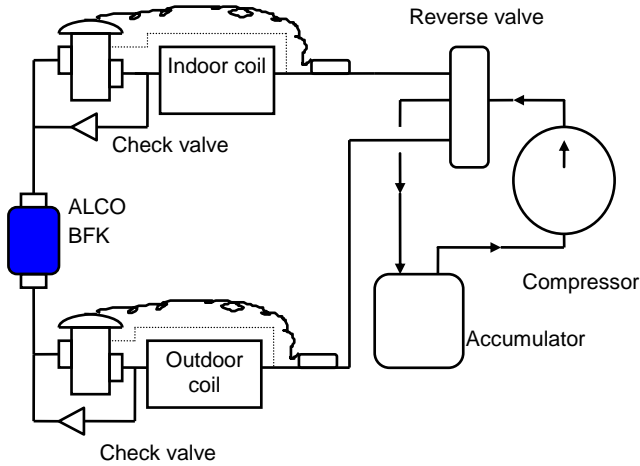 Reverse valve
Indoor coil
Check valve
ALCO
BFK
Compressor
Accumulator
Outdoor
coil
Check valve